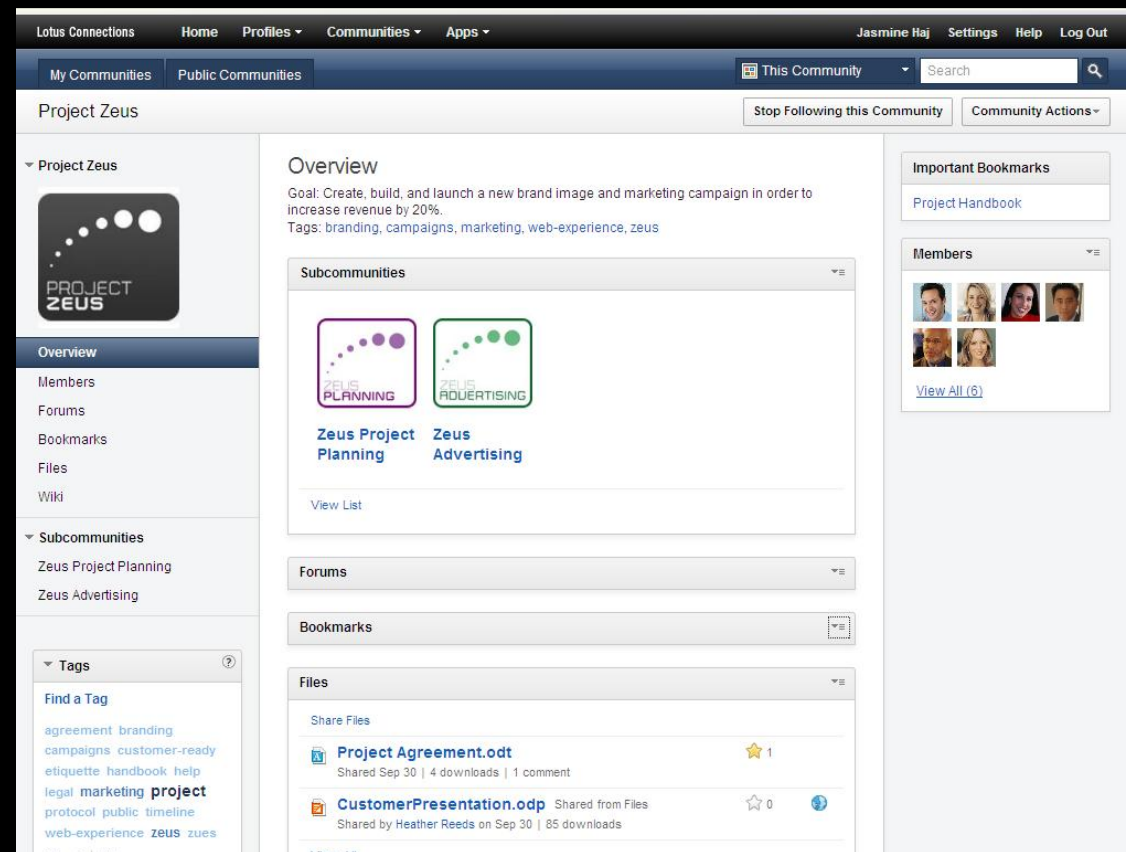 Lotus Connections Home Profiles Communities Apps Jasmine Haj Settings Help Log Out
My Communities Public Communities This Community Search
Project Zeus Stop Following this Community Community Actions
Project Zeus
PROJECT
ZEUS
Overview
Members
Forums
Bookmarks
Files
Wiki
Subcommunities
Zeus Project Planning
Zeus Advertising
Tags ?
Find a Tag
agreement branding
campaigns customer-ready
etiquette handbook help
legal marketing project
protocol public timeline
web-experience zeus zues
Overview
Goal: Create, build, and launch a new brand image and marketing campaign in order to
increase revenue by 20%.
Tags: branding, campaigns, marketing, web-experience, zeus
Subcommunities
ZEUS
PLANNING
ZEUS
ADVERTISING
Zeus Project
Planning
Zeus
Advertising
View List
Forums
Bookmarks
Files
Share Files
Project Agreement.odt 1
Shared Sep 30 | 4 downloads | 1 comment
CustomerPresentation.odp Shared from Files 0
Shared by Heather Reeds on Sep 30 | 85 downloads
Important Bookmarks
Project Handbook
Members
View All (6)